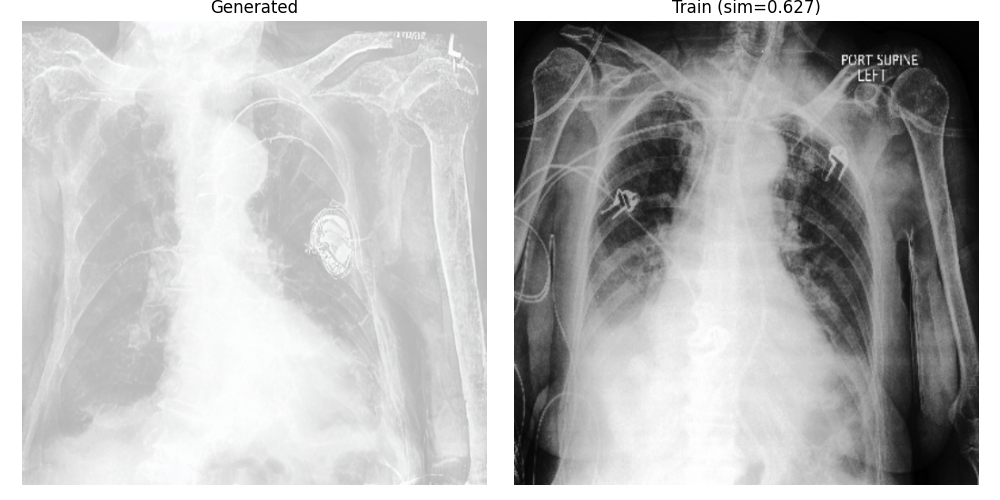 Generated
Train (sim=0.627)
L
PORT SUPINE
LEFT